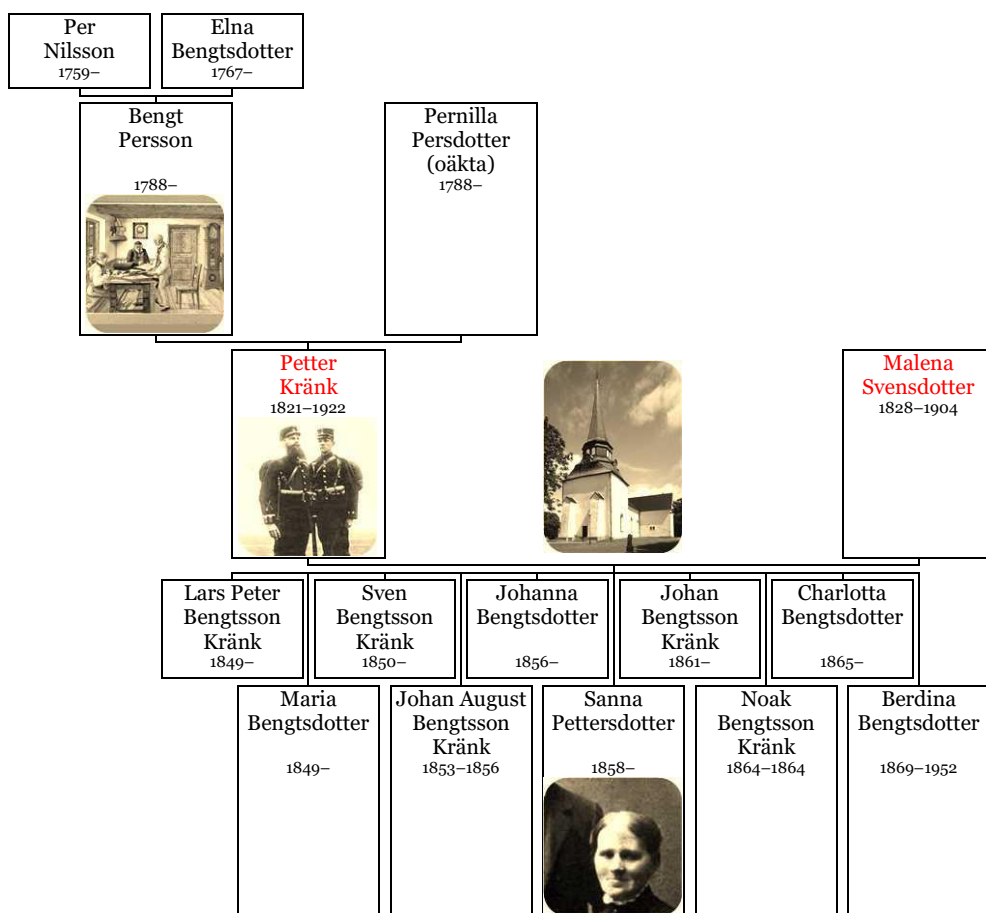 Per
Nilsson
1759–
Elna
Bengtsdotter
1767–
Bengt
Persson
1788–
Pernilla
Persdotter
(oäkta)
1788–
Petter
Kränk
1821–1922
Malena
Svensdotter
1828–1904
Lars Peter
Bengtsson
Kränk
1849–
Sven
Bengtsson
Kränk
1850–
Johanna
Bengtsdotter
1856–
Johan
Bengtsson
Kränk
1861–
Charlotta
Bengtsdotter
1865–
Maria
Bengtsdotter
1849–
Johan August
Bengtsson
Kränk
1853–1856
Sanna
Pettersdotter
1858–
Noak
Bengtsson
Kränk
1864–1864
Berdina
Bengtsdotter
1869–1952